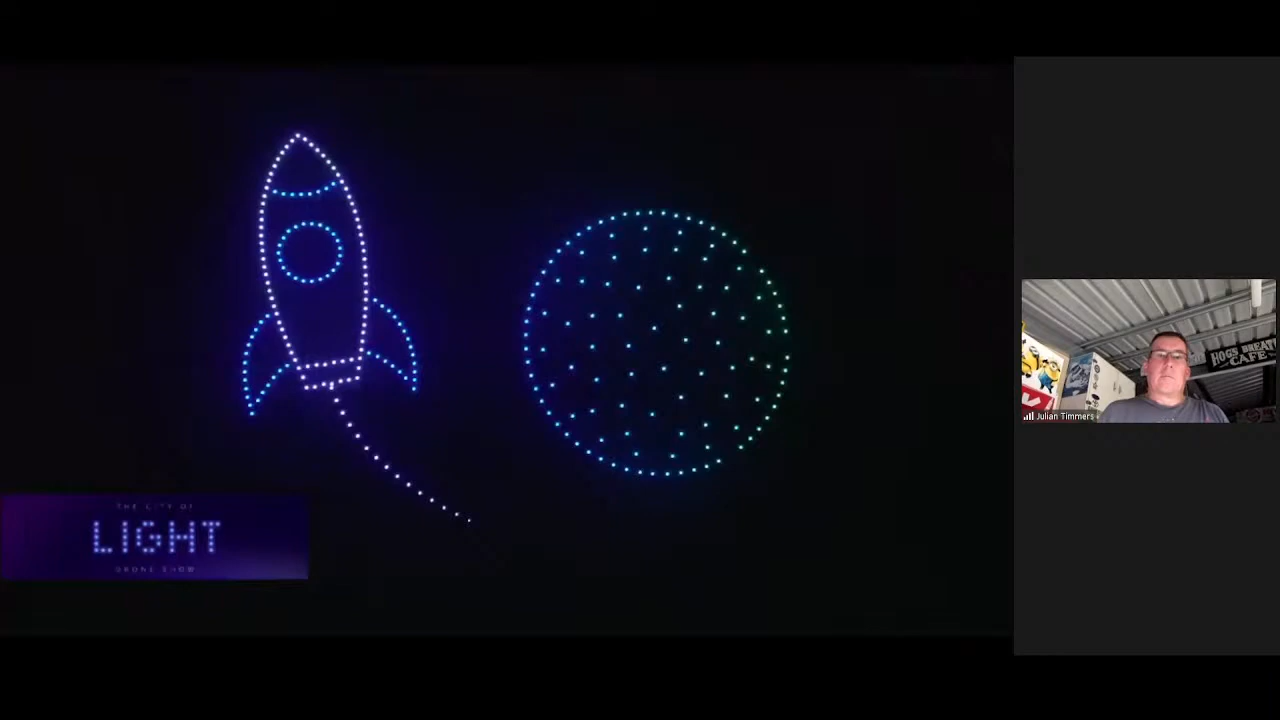 THE CITY OF
LIGHT
DRONE SHOW
HOGS BREATH
CAFE
Julian Timmers